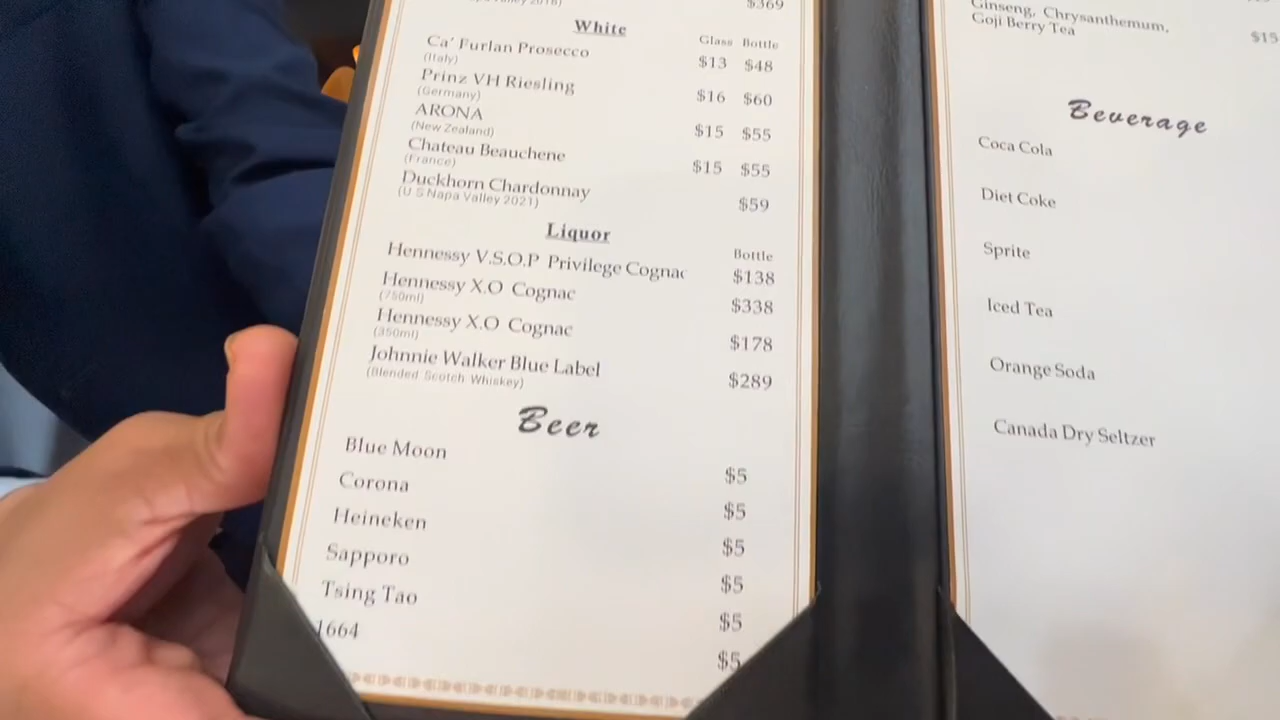 Napa Valley 2018)
$369
White
Glass Bottle
Ca' Furlan Prosecco $13 $48
(Italy)
Prinz VH Riesling $16 $60
(Germany)
ARONA $15 $55
(New Zealand)
Chateau Beauchene $15 $55
(France)
Duckhorn Chardonnay $59
(U.S Napa Valley 2021)
Liquor
Bottle
Hennessy V.S.O.P Privilege Cognac $138
Hennessy X.O Cognac $338
(750ml)
Hennessy X.O Cognac $178
(350ml)
Johnnie Walker Blue Label $289
(Blended Scotch Whiskey)
Beer
Blue Moon $5
Corona $5
Heineken $5
Sapporo $5
Tsing Tao $5
1664 $5
Ginseng, Chrysanthemum,
Goji Berry Tea $15
Beverage
Coca Cola
Diet Coke
Sprite
Iced Tea
Orange Soda
Canada Dry Seltzer